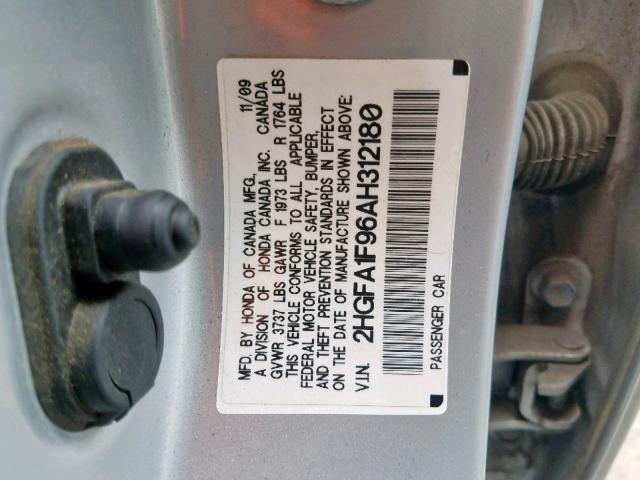 MFD. BY HONDA OF CANADA MFG., 11/09
A DIVISION OF HONDA CANADA INC. CANADA
GVWR 3737 LBS GAWR F 1973 LBS R 1764 LBS
THIS VEHICLE CONFORMS TO ALL APPLICABLE
FEDERAL MOTOR VEHICLE SAFETY, BUMPER,
AND THEFT PREVENTION STANDARDS IN EFFECT
ON THE DATE OF MANUFACTURE SHOWN ABOVE:
V.I.N. 2HGFA1F96AH312180
PASSENGER CAR